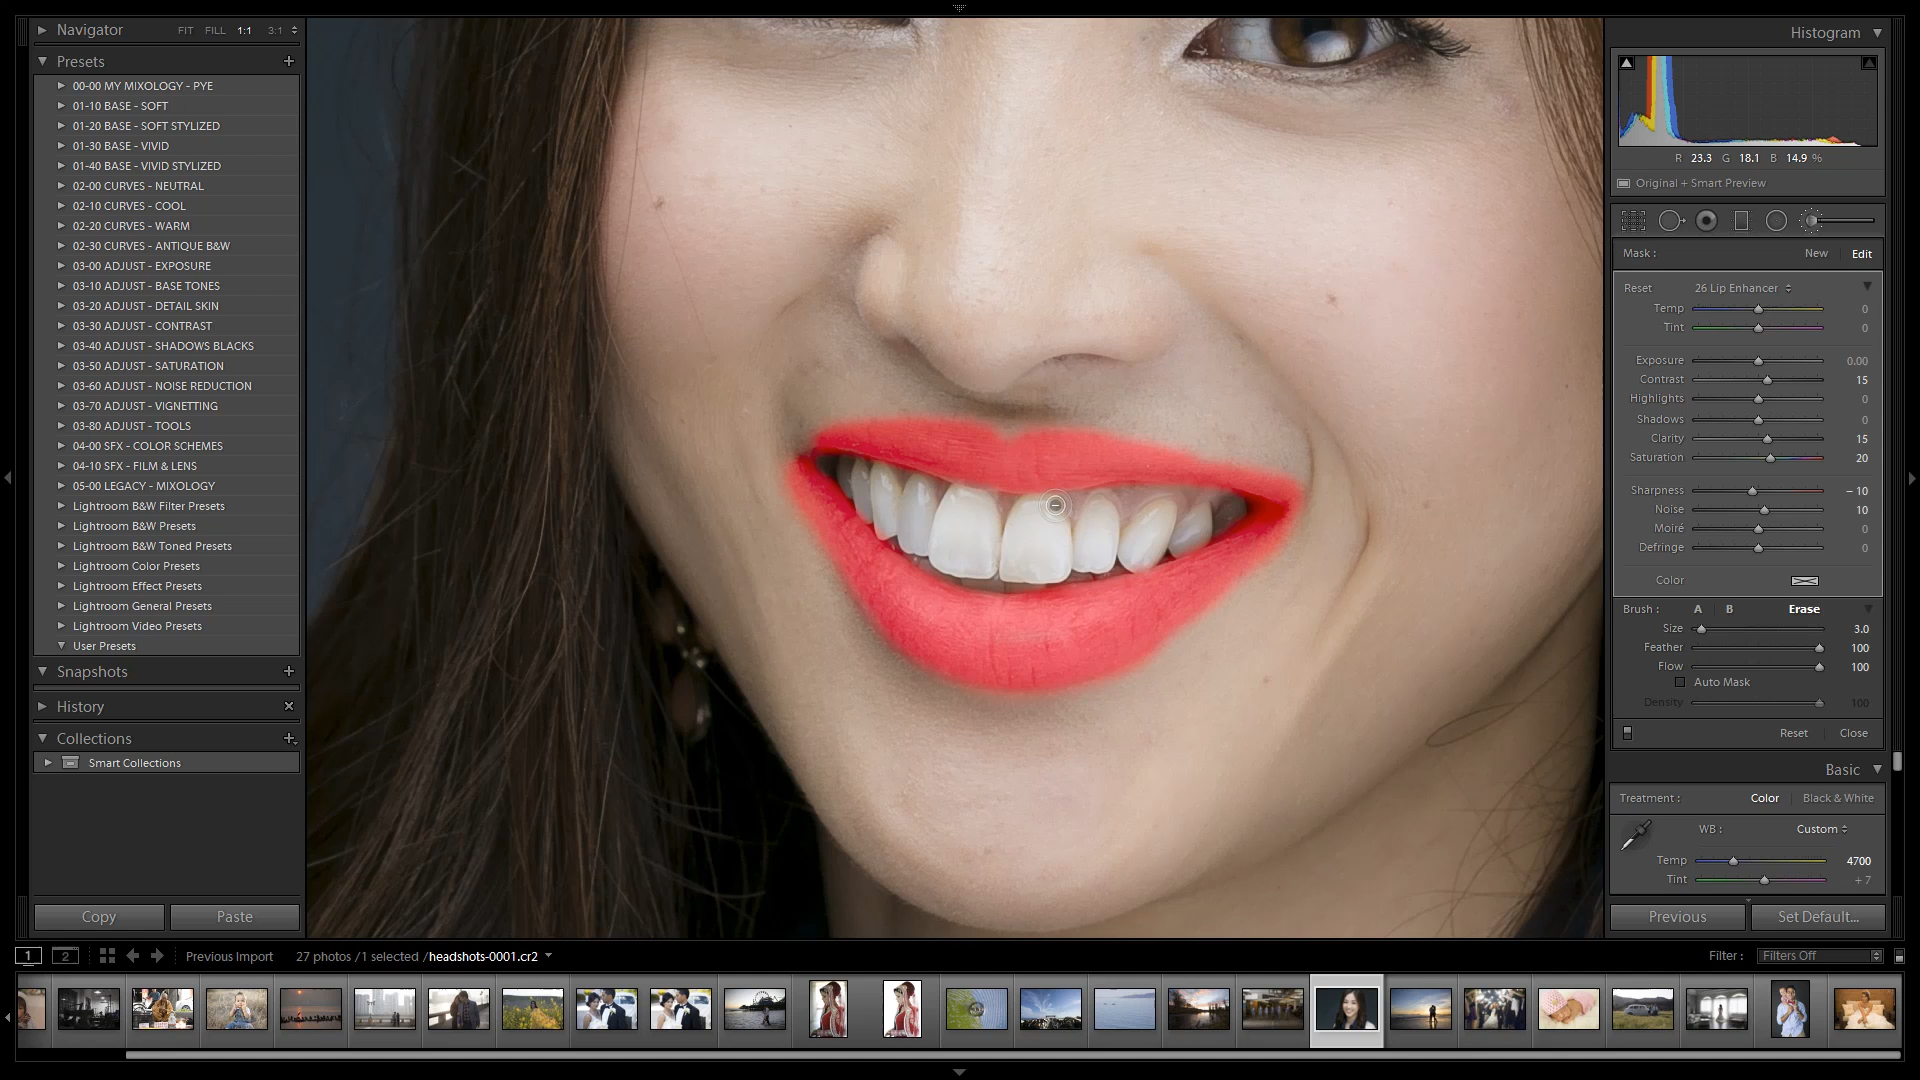 Navigator FIT FILL 1:1 3:1
Presets
00-00 MY MIXOLOGY - PYE
01-10 BASE - SOFT
01-20 BASE - SOFT STYLIZED
01-30 BASE - VIVID
01-40 BASE - VIVID STYLIZED
02-00 CURVES - NEUTRAL
02-10 CURVES - COOL
02-20 CURVES - WARM
02-30 CURVES - ANTIQUE B&W
03-00 ADJUST - EXPOSURE
03-10 ADJUST - BASE TONES
03-20 ADJUST - DETAIL SKIN
03-30 ADJUST - CONTRAST
03-40 ADJUST - SHADOWS BLACKS
03-50 ADJUST - SATURATION
03-60 ADJUST - NOISE REDUCTION
03-70 ADJUST - VIGNETTING
03-80 ADJUST - TOOLS
04-00 SFX - COLOR SCHEMES
04-10 SFX - FILM & LENS
05-00 LEGACY - MIXOLOGY
Lightroom B&W Filter Presets
Lightroom B&W Presets
Lightroom B&W Toned Presets
Lightroom Color Presets
Lightroom Effect Presets
Lightroom General Presets
Lightroom Video Presets
User Presets
Snapshots
History
Collections
Smart Collections
Copy Paste
Histogram
R 23.3 G 18.1 B 14.9 %
Original + Smart Preview
Mask : New Edit
Reset 26 Lip Enhancer
Temp 0
Tint 0
Exposure 0.00
Contrast 15
Highlights 0
Shadows 0
Clarity 15
Saturation 20
Sharpness – 10
Noise 10
Moiré 0
Defringe 0
Color
Brush : A B Erase
Size 3.0
Feather 100
Flow 100
Auto Mask
Density 100
Reset Close
Basic
Treatment : Color Black & White
WB : Custom
Temp 4700
Tint + 7
Previous Set Default...
1 2 Previous Import 27 photos /1 selected /headshots-0001.cr2 Filter : Filters Off